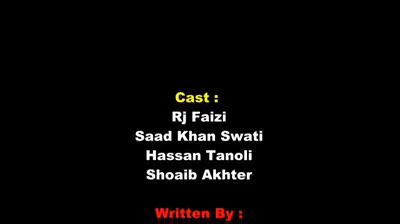 Cast :
Rj Faizi
Saad Khan Swati
Hassan Tanoli
Shoaib Akhter
Written By :